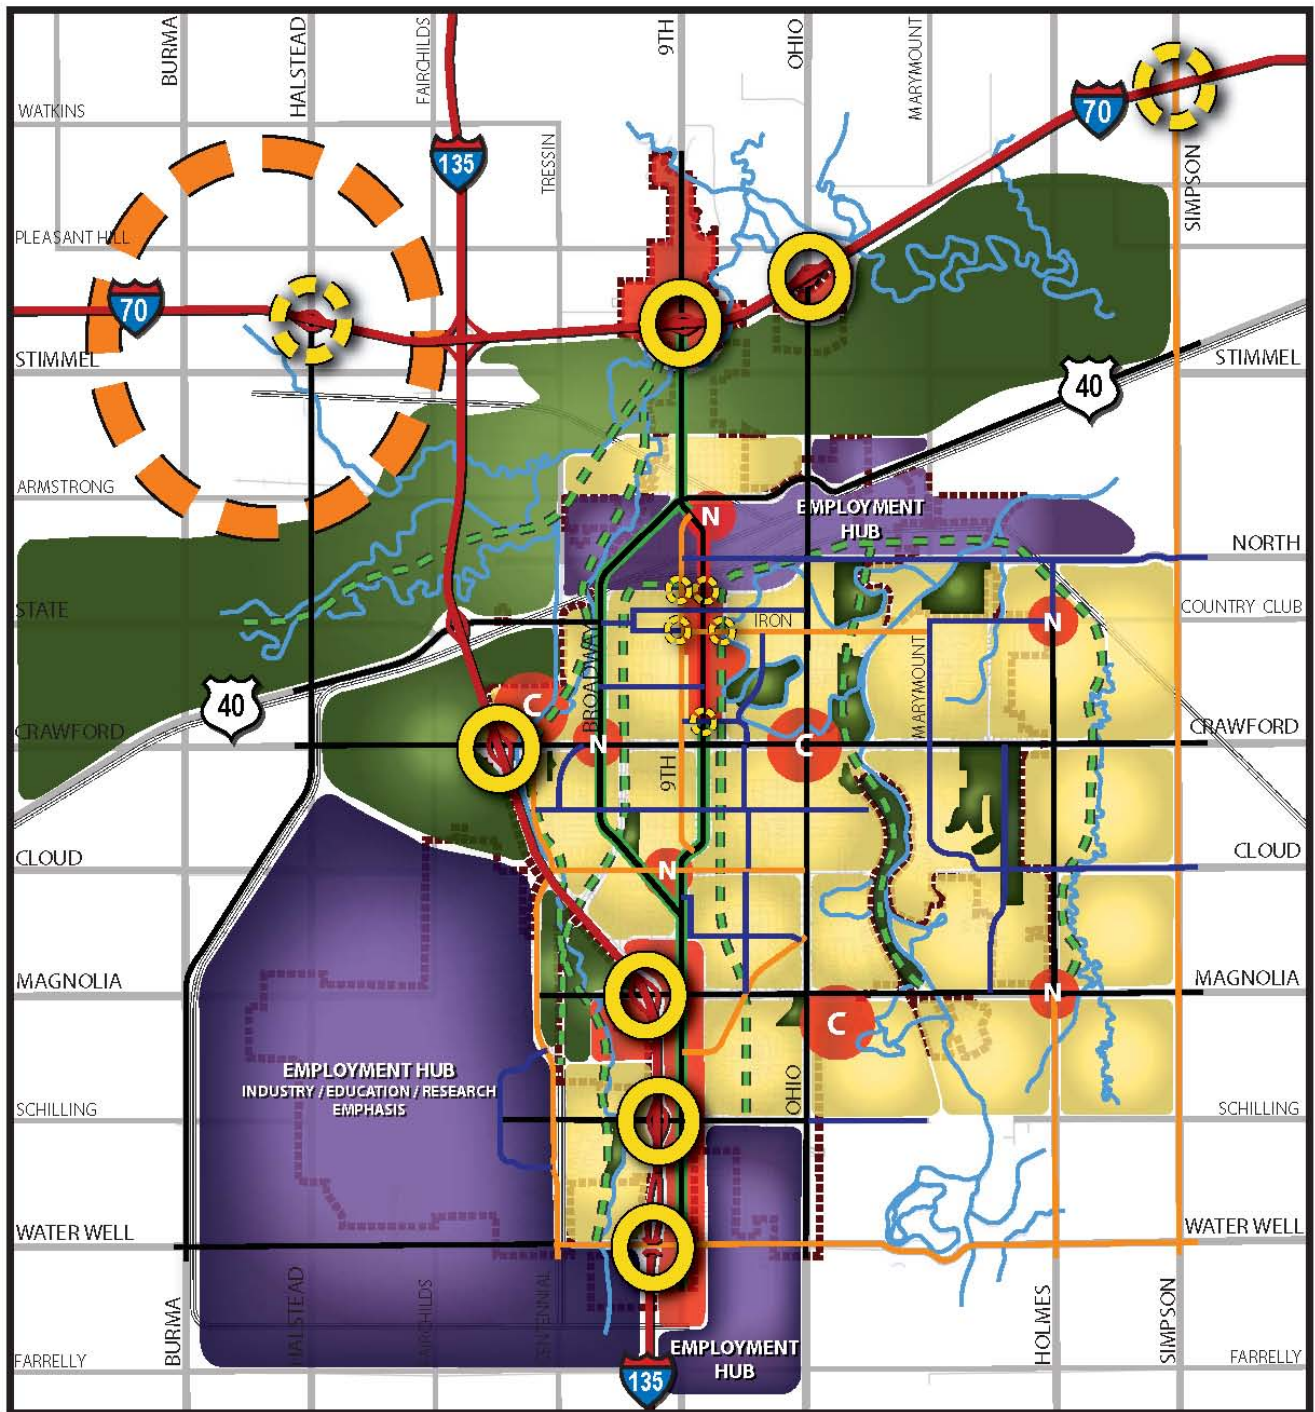 BURMA
HALSTEAD
FAIRCHILDS
9TH
OHIO
MARYMOUNT
WATKINS
70
135
TRESSIN
SIMPSON
PLEASANT HILL
70
STIMMEL
STIMMEL
40
ARMSTRONG
N
EMPLOYMENT
HUB
NORTH
STATE
COUNTRY CLUB
IRON
N
BROADWAY
MARYMOUNT
40
C
CRAWFORD
N
C
CRAWFORD
9TH
CLOUD
N
CLOUD
MAGNOLIA
N
MAGNOLIA
C
EMPLOYMENT HUB
INDUSTRY / EDUCATION / RESEARCH
EMPHASIS
OHIO
SCHILLING
SCHILLING
WATER WELL
WATER WELL
BURMA
HALSTEAD
FAIRCHILDS
CENTENNIAL
HOLMES
SIMPSON
EMPLOYMENT
HUB
FARRELLY
FARRELLY
135